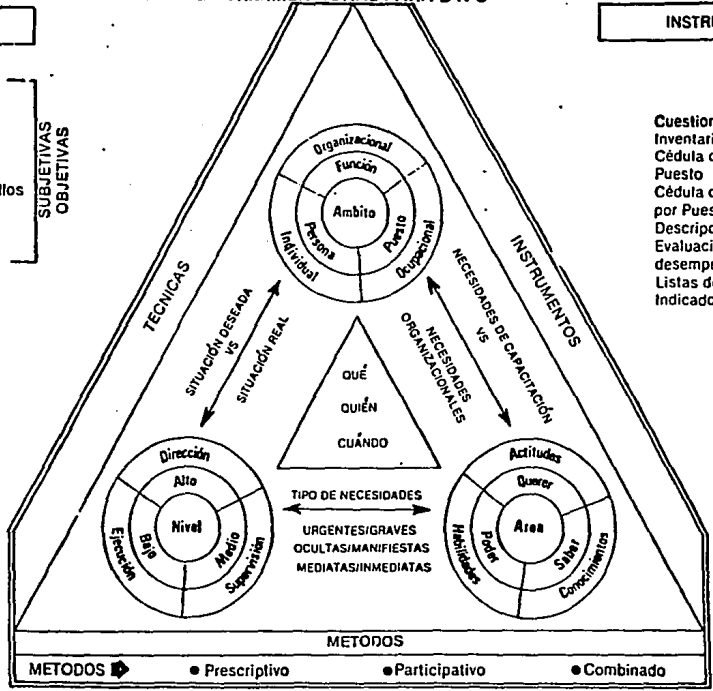 INSTRU
SUBJETIVAS
OBJETIVAS
Cuestion
Inventari
Cédula d
Puesto
Cédula d
por Pues
Descripc
Evaluaci
desempe
Listas de
Indicado
TECNICAS
INSTRUMENTOS
Organizacional
Función
Ambito
Persona
Puesto
Individual
Ocupacional
SITUACIÓN DESEADA
VS
SITUACIÓN REAL
NECESIDADES DE CAPACITACIÓN
VS
NECESIDADES
ORGANIZACIONALES
QUÉ
QUIÉN
CUÁNDO
Dirección
Alto
Nivel
Bajo
Medio
Ejecución
Supervisión
TIPO DE NECESIDADES
URGENTES/GRAVES
OCULTAS/MANIFIESTAS
MEDIATAS/INMEDIATAS
Actitudes
Querer
Area
Poder
Saber
Habilidades
Conocimientos
METODOS
METODOS • Prescriptivo • Participativo • Combinado